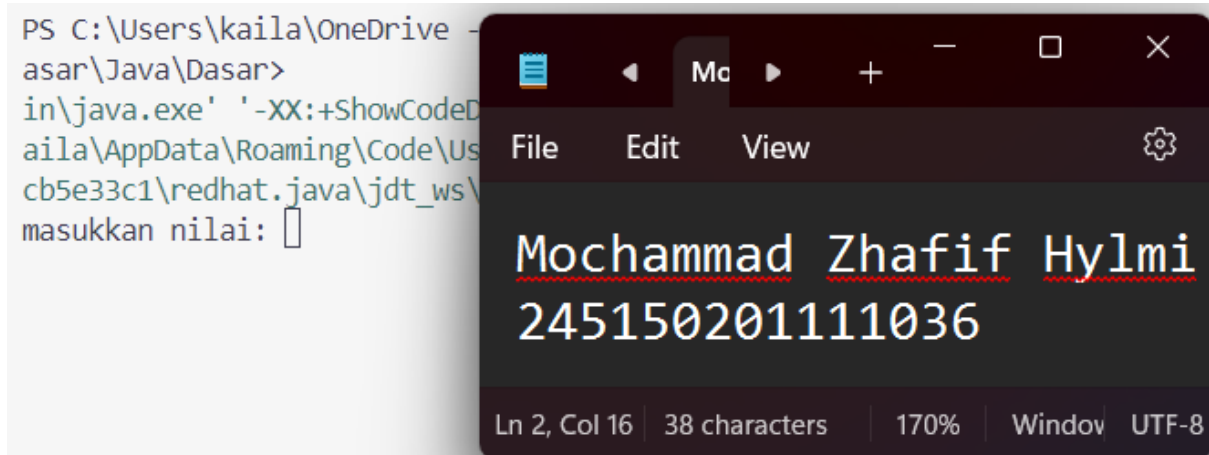 PS C:\Users\kaila\OneDrive -
asar\Java\Dasar>
in\java.exe' '-XX:+ShowCodeD
aila\AppData\Roaming\Code\Us
cb5e33c1\redhat.java\jdt_ws\
masukkan nilai:
Mo
File Edit View
Mochammad Zhafif Hylmi
245150201111036
Ln 2, Col 16 38 characters 170% Window UTF-8